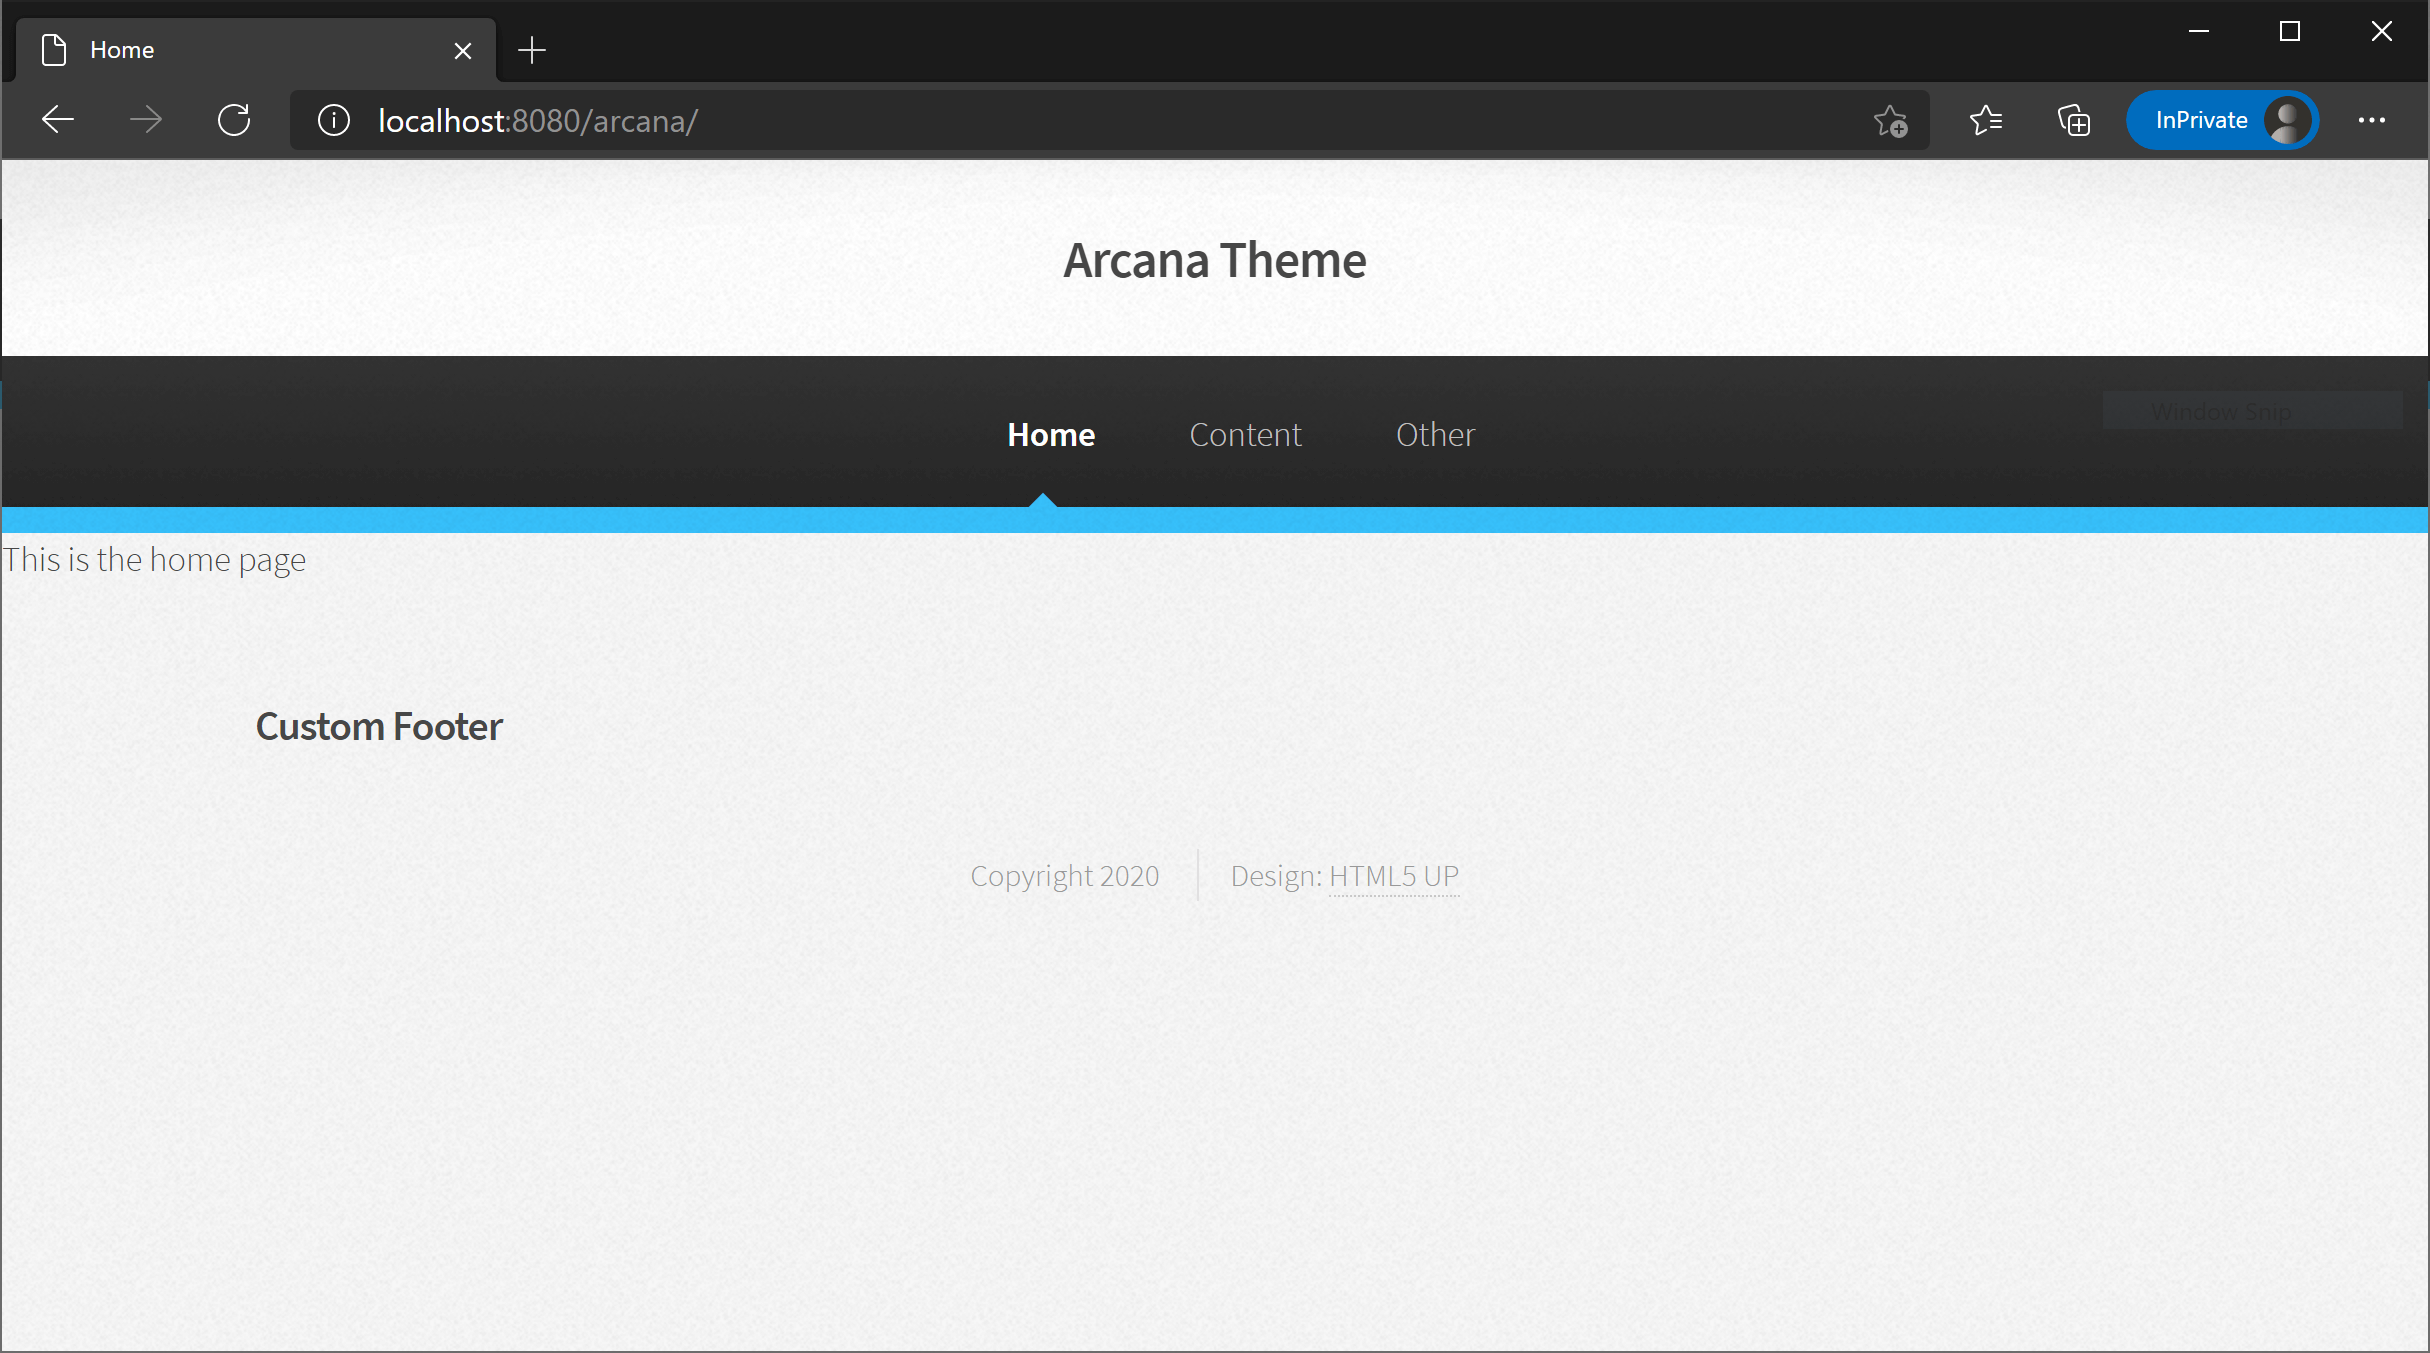 Home
localhost:8080/arcana/
InPrivate
Arcana Theme
Home Content Other
Window Snip
This is the home page
Custom Footer
Copyright 2020 Design: HTML5 UP